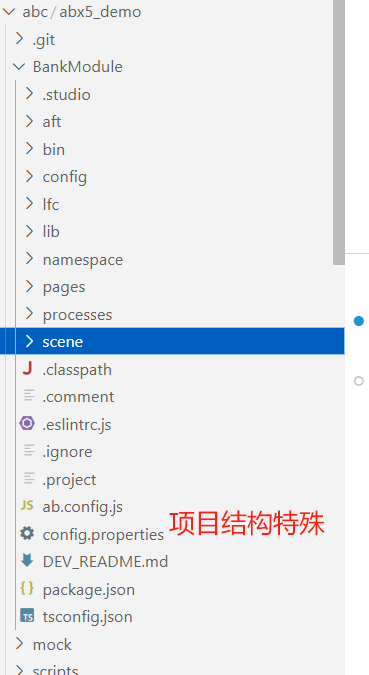 abc / abx5_demo
.git
BankModule
.studio
aft
bin
config
lfc
lib
namespace
pages
processes
scene
.classpath
.comment
.eslintrc.js
.ignore
.project
ab.config.js
config.properties
项目结构特殊
DEV_README.md
package.json
tsconfig.json
mock
scripts